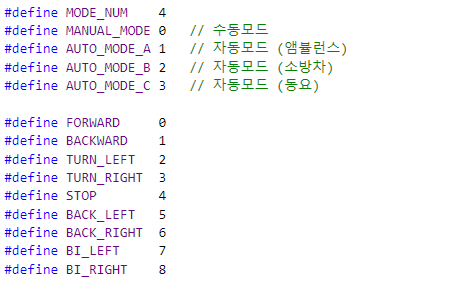 #define MODE_NUM    4
#define MANUAL_MODE 0   // 수동모드
#define AUTO_MODE_A 1   // 자동모드 (앰뷸런스)
#define AUTO_MODE_B 2   // 자동모드 (소방차)
#define AUTO_MODE_C 3   // 자동모드 (동요)

#define FORWARD     0
#define BACKWARD    1
#define TURN_LEFT   2
#define TURN_RIGHT  3
#define STOP        4
#define BACK_LEFT   5
#define BACK_RIGHT  6
#define BI_LEFT     7
#define BI_RIGHT    8